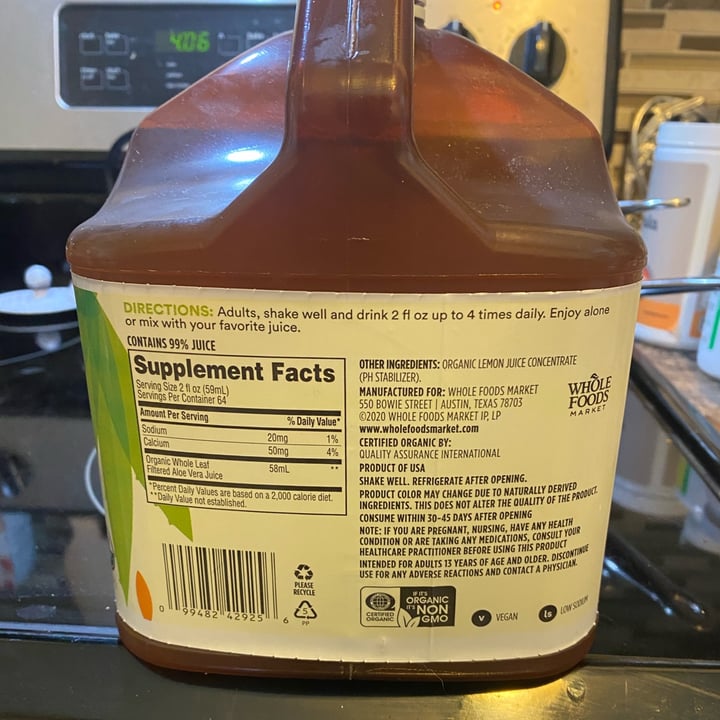 4:06
DIRECTIONS: Adults, shake well and drink 2 fl oz up to 4 times daily. Enjoy alone
or mix with your favorite juice.
CONTAINS 99% JUICE
Supplement Facts
Serving Size 2 fl oz (59mL)
Servings Per Container 64
Amount Per Serving % Daily Value*
Sodium 20mg 1%
Calcium 50mg 4%
Organic Whole Leaf
Filtered Aloe Vera Juice 58mL **
*Percent Daily Values are based on a 2,000 calorie diet.
**Daily Value not established.
0 99482 42925 6
PLEASE
RECYCLE
5
PP
OTHER INGREDIENTS: ORGANIC LEMON JUICE CONCENTRATE
(PH STABILIZER).
MANUFACTURED FOR: WHOLE FOODS MARKET
550 BOWIE STREET | AUSTIN, TEXAS 78703
©2020 WHOLE FOODS MARKET IP, LP
www.wholefoodsmarket.com
CERTIFIED ORGANIC BY:
QUALITY ASSURANCE INTERNATIONAL
PRODUCT OF USA
SHAKE WELL. REFRIGERATE AFTER OPENING.
PRODUCT COLOR MAY CHANGE DUE TO NATURALLY DERIVED
INGREDIENTS. THIS DOES NOT ALTER THE QUALITY OF THE PRODUCT.
CONSUME WITHIN 30-45 DAYS AFTER OPENING
NOTE: IF YOU ARE PREGNANT, NURSING, HAVE ANY HEALTH
CONDITION OR ARE TAKING ANY MEDICATIONS, CONSULT YOUR
HEALTHCARE PRACTITIONER BEFORE USING THIS PRODUCT
INTENDED FOR ADULTS 13 YEARS OF AGE AND OLDER. DISCONTINUE
USE FOR ANY ADVERSE REACTIONS AND CONTACT A PHYSICIAN.
WHOLE
FOODS
MARKET
CERTIFIED
ORGANIC
IF IT'S
ORGANIC
IT'S NON
GMO
V VEGAN
LS LOW SODIUM